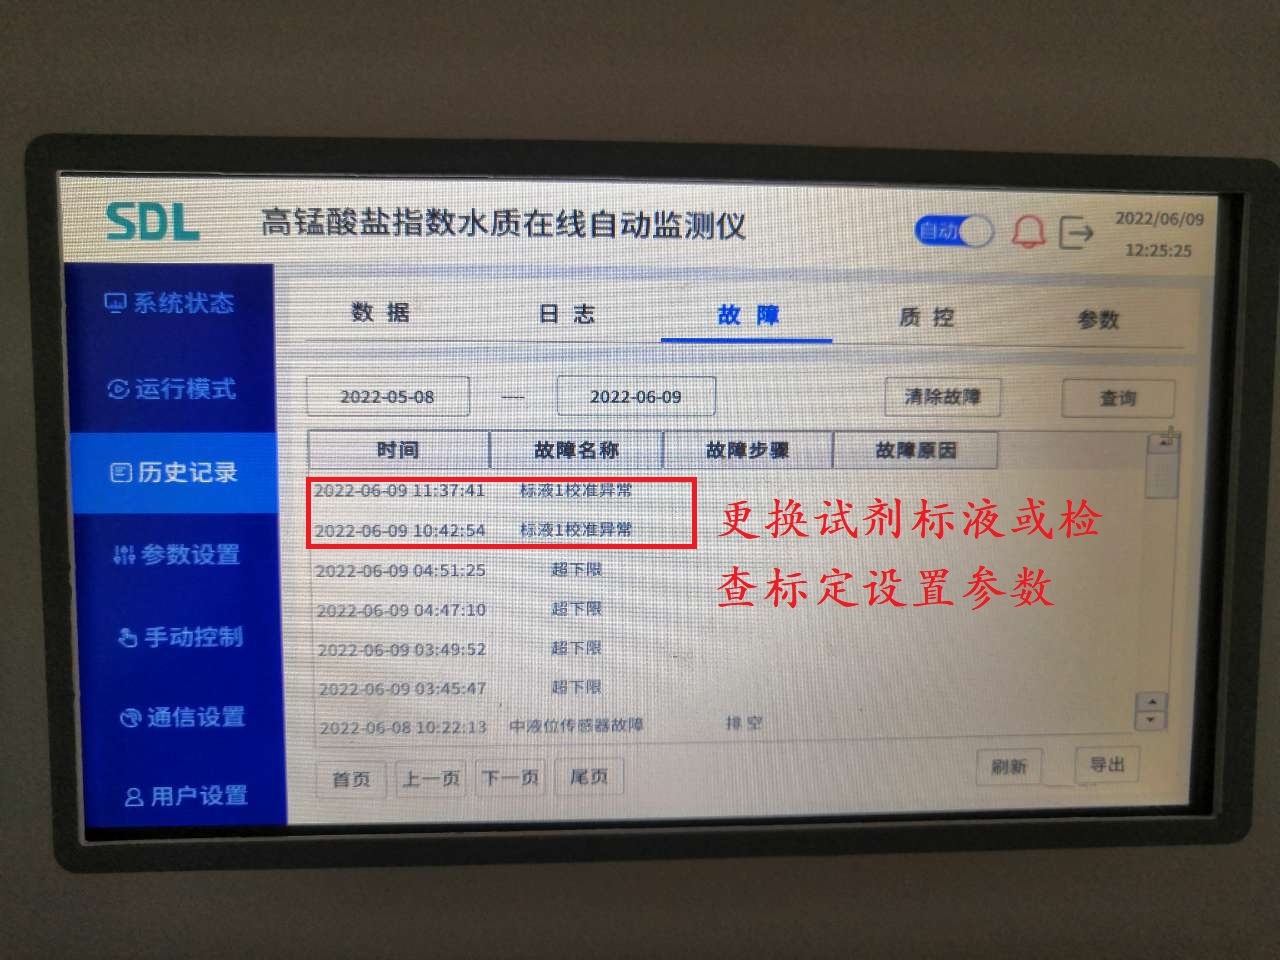 SDL
高锰酸盐指数水质在线自动监测仪
自动
2022/06/09
12:25:25
系统状态
运行模式
历史记录
参数设置
手动控制
通信设置
用户设置
数据 日志 故障 质控 参数
2022-05-08 — 2022-06-09 清除故障 查询
时间 故障名称 故障步骤 故障原因
2022-06-09 11:37:41 标液1校准异常
2022-06-09 10:42:54 标液1校准异常
2022-06-09 04:51:25 超下限
2022-06-09 04:47:10 超下限
2022-06-09 03:49:52 超下限
2022-06-09 03:45:47 超下限
2022-06-08 10:22:13 中液位传感器故障 排空
更换试剂标液或检
查标定设置参数
首页 上一页 下一页 尾页 刷新 导出